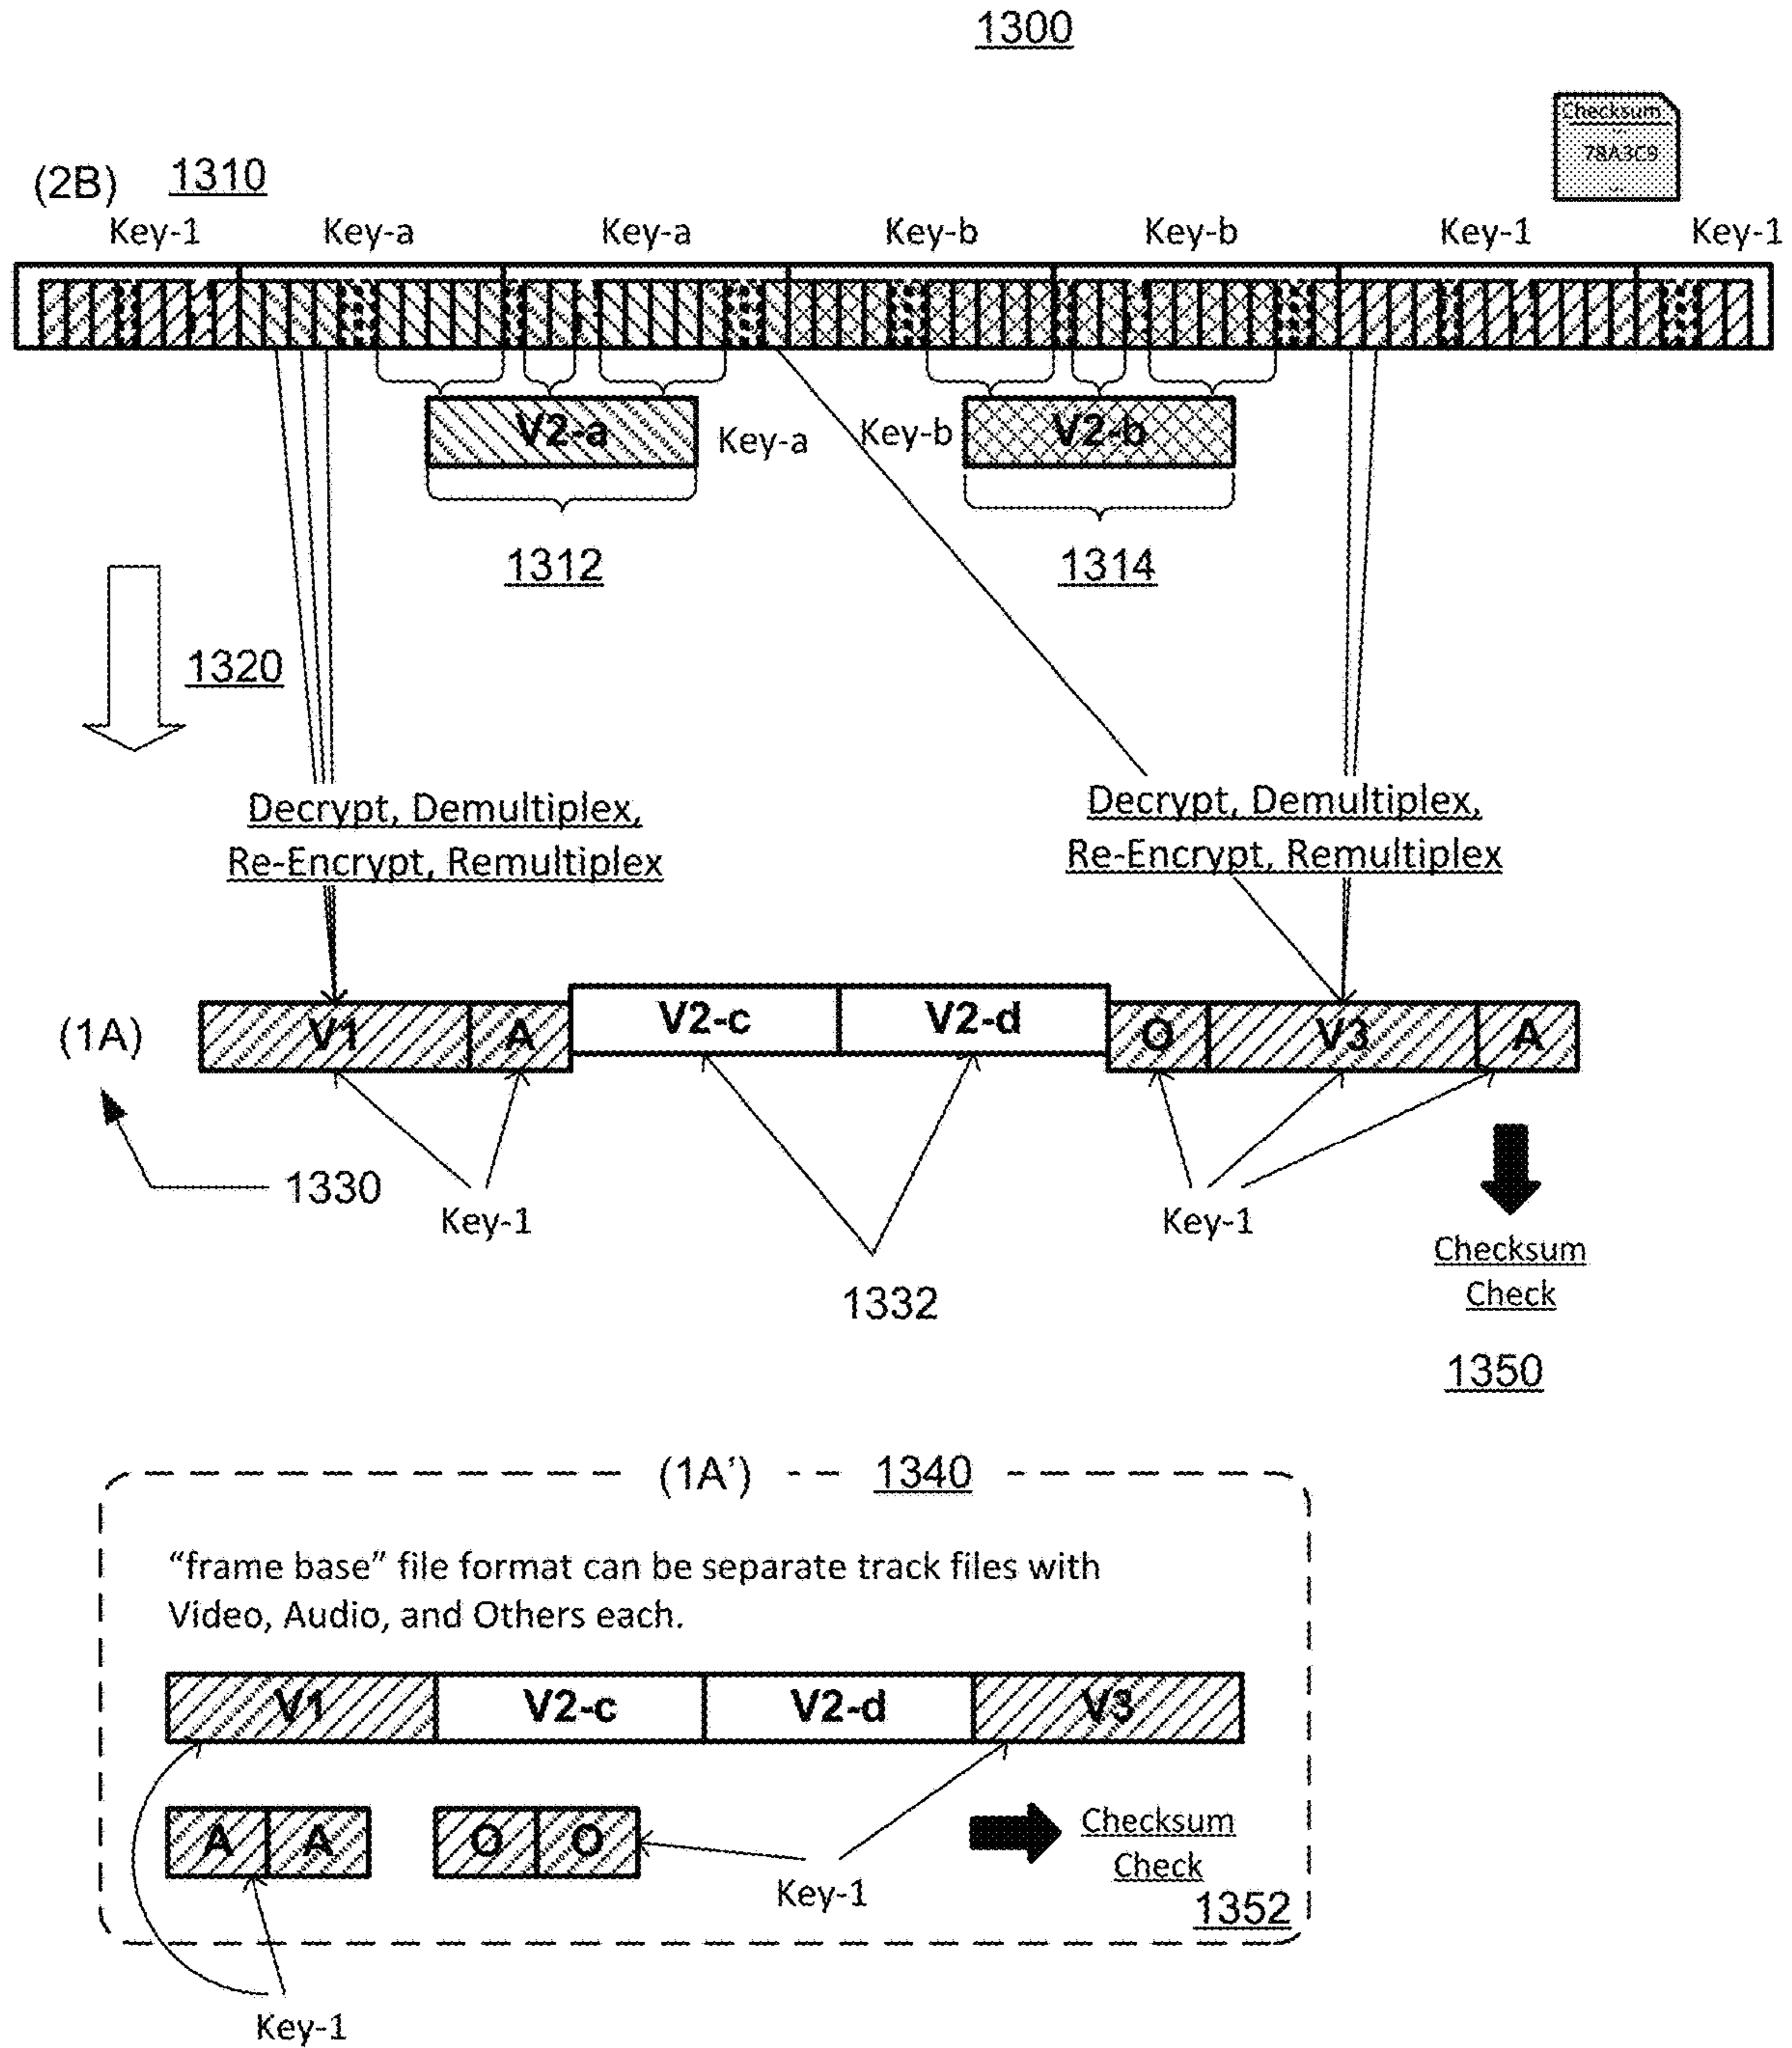 1300
Checksum
78A3C9
(2B) 1310
Key-1 Key-a Key-a Key-b Key-b Key-1 Key-1
V2-a Key-a Key-b V2-b
1312 1314
1320
Decrypt, Demultiplex,
Re-Encrypt, Remultiplex
Decrypt, Demultiplex,
Re-Encrypt, Remultiplex
(1A) V1 A V2-c V2-d O V3 A
1330 Key-1 Key-1
Checksum
Check
1332
1350
(1A') 1340
“frame base” file format can be separate track files with
Video, Audio, and Others each.
V1 V2-c V2-d V3
A A O O
Checksum
Check
Key-1
1352
Key-1